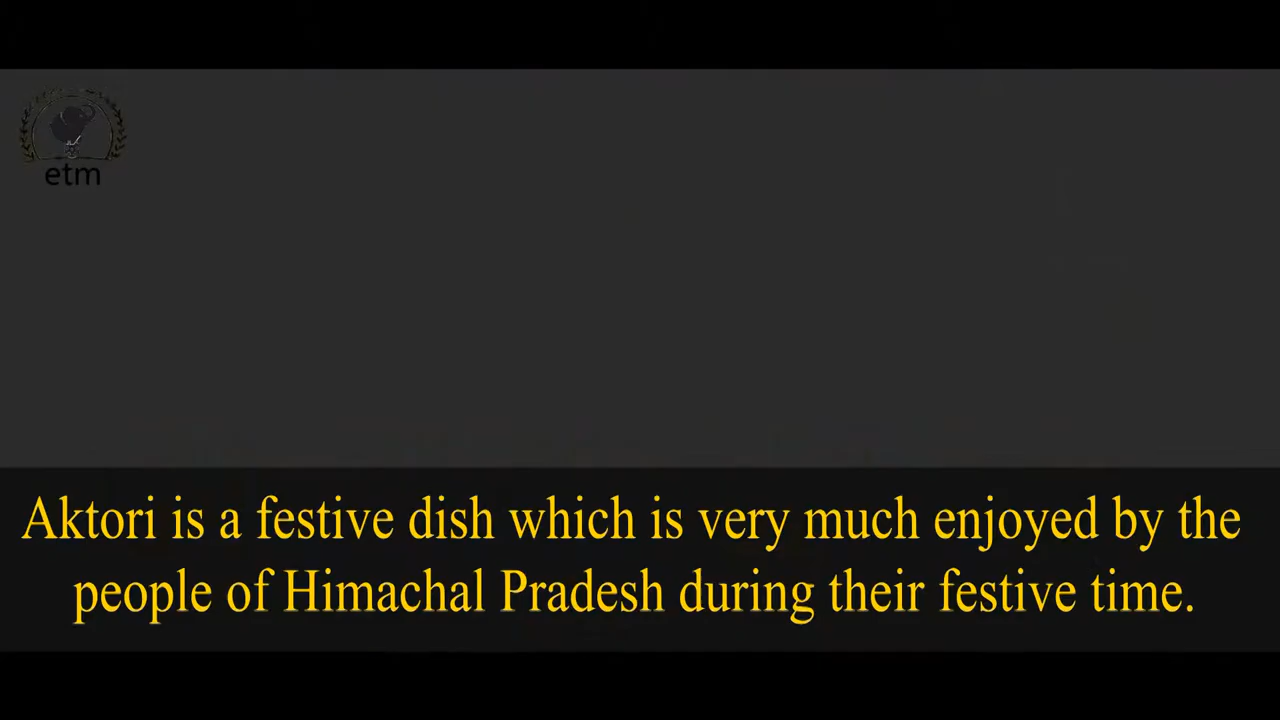 etm
Aktori is a festive dish which is very much enjoyed by the
people of Himachal Pradesh during their festive time.